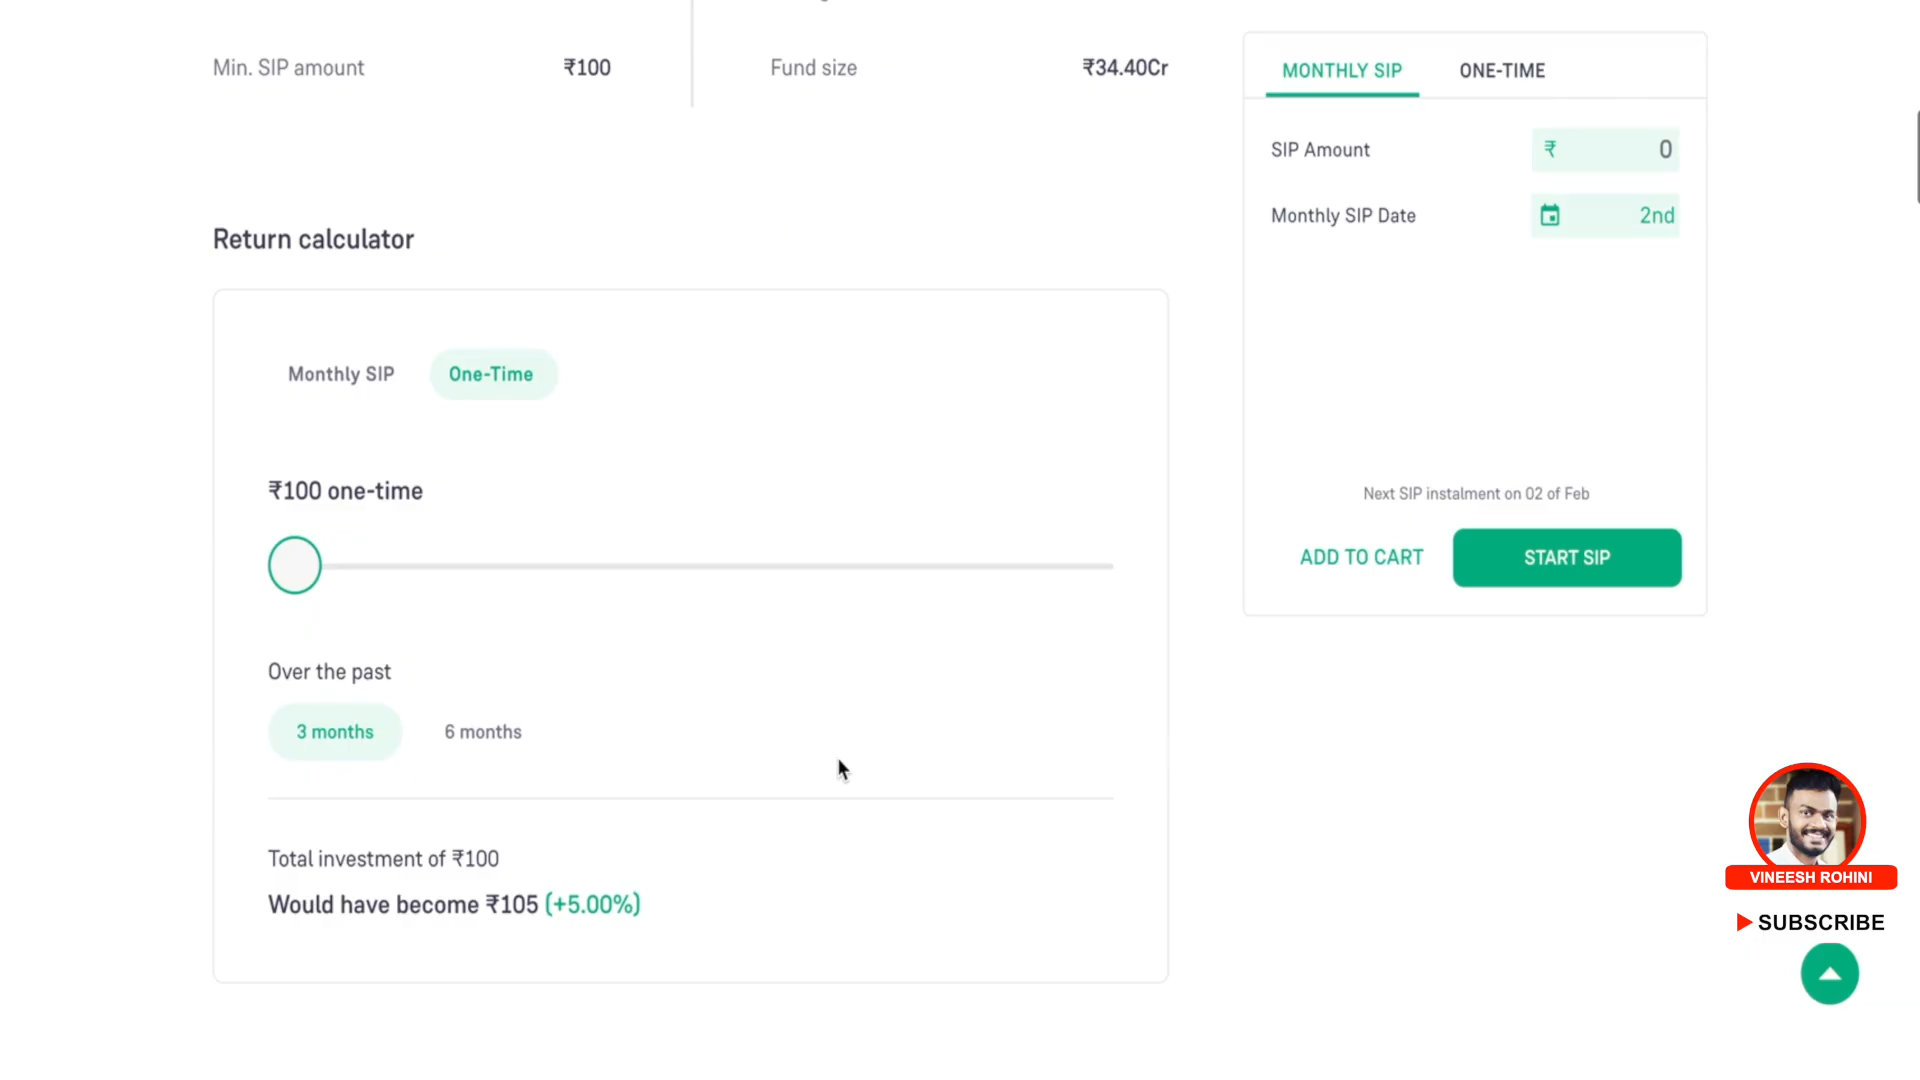 Min. SIP amount ₹100
Fund size ₹34.40Cr
MONTHLY SIP ONE-TIME
SIP Amount ₹ 0
Monthly SIP Date 2nd
Return calculator
Monthly SIP One-Time
₹100 one-time
Next SIP instalment on 02 of Feb
ADD TO CART START SIP
Over the past
3 months 6 months
Total investment of ₹100
Would have become ₹105 (+5.00%)
VINEESH ROHINI
SUBSCRIBE